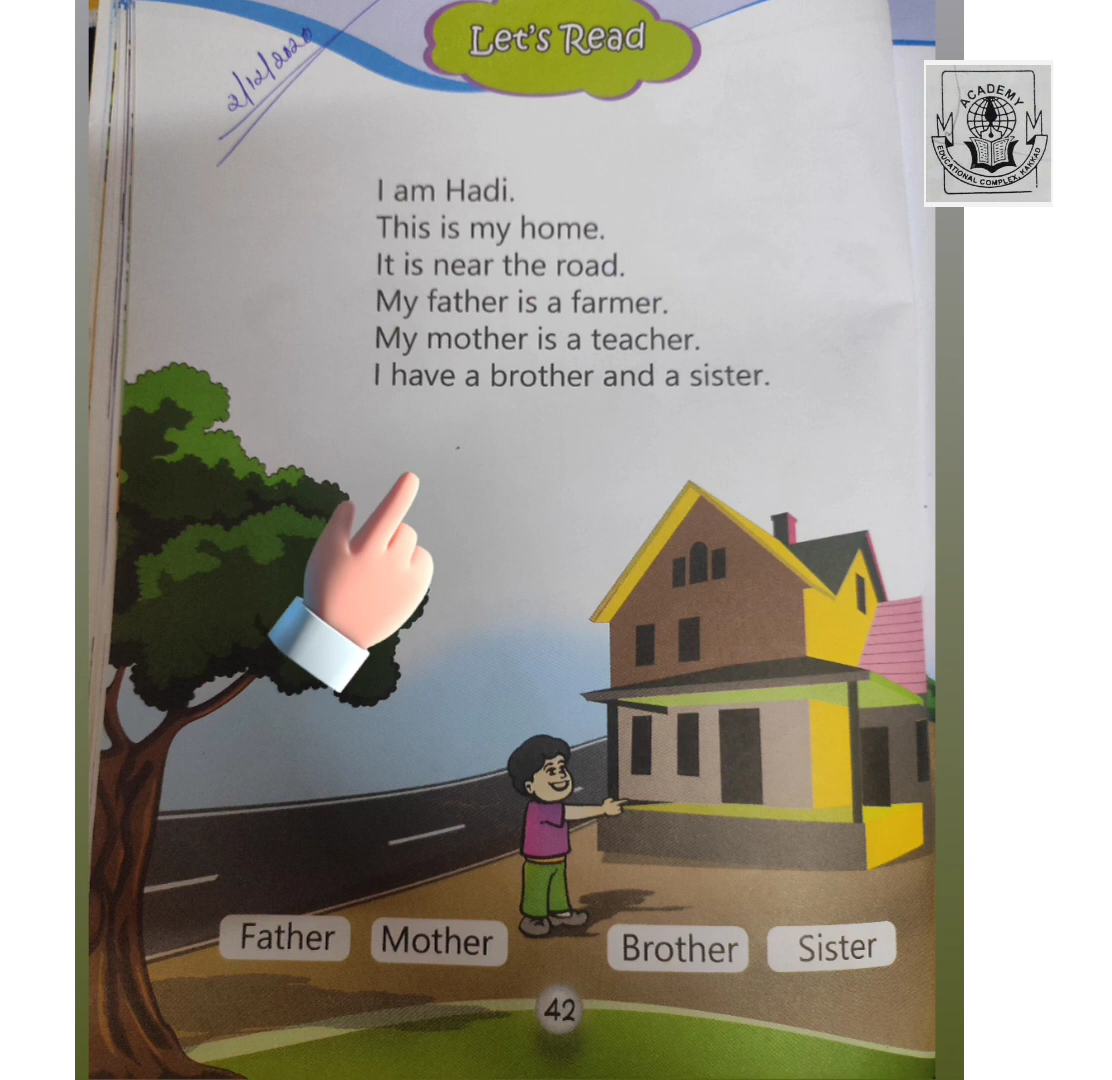 Let's Read
2/12/2020
ACADEMY
EDUCATIONAL COMPLEX, KAKKAD
I am Hadi.
This is my home.
It is near the road.
My father is a farmer.
My mother is a teacher.
I have a brother and a sister.
Father Mother Brother Sister
42